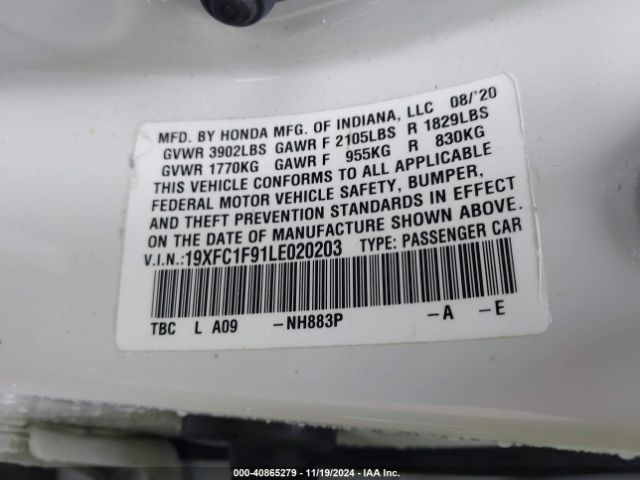 MFD. BY HONDA MFG. OF INDIANA, LLC 08/'20
GVWR 3902LBS GAWR F 2105LBS R 1829LBS
GVWR 1770KG GAWR F 955KG R 830KG
THIS VEHICLE CONFORMS TO ALL APPLICABLE
FEDERAL MOTOR VEHICLE SAFETY, BUMPER,
AND THEFT PREVENTION STANDARDS IN EFFECT
ON THE DATE OF MANUFACTURE SHOWN ABOVE.
V.I.N.:19XFC1F91LE020203 TYPE: PASSENGER CAR
TBC L A09 -NH883P -A -E
000-40865279 - 11/19/2024 - IAA Inc.